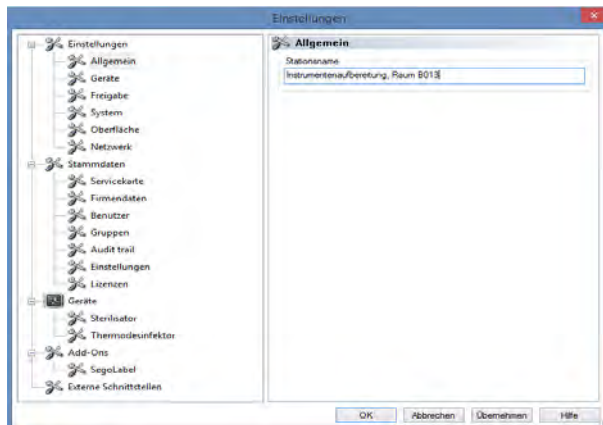 Einstellungen
Einstellungen
Allgemein
Geräte
Freigabe
System
Oberfläche
Netzwerk
Stammdaten
Servicekarte
Firmendaten
Benutzer
Gruppen
Audit trail
Einstellungen
Lizenzen
Geräte
Sterilisator
Thermodesinfektor
Add-Ons
SegoLabel
Externe Schnittstellen
Allgemein
Stationsname
Instrumentenaufbereitung, Raum B013
OK Abbrechen Übernehmen Hilfe